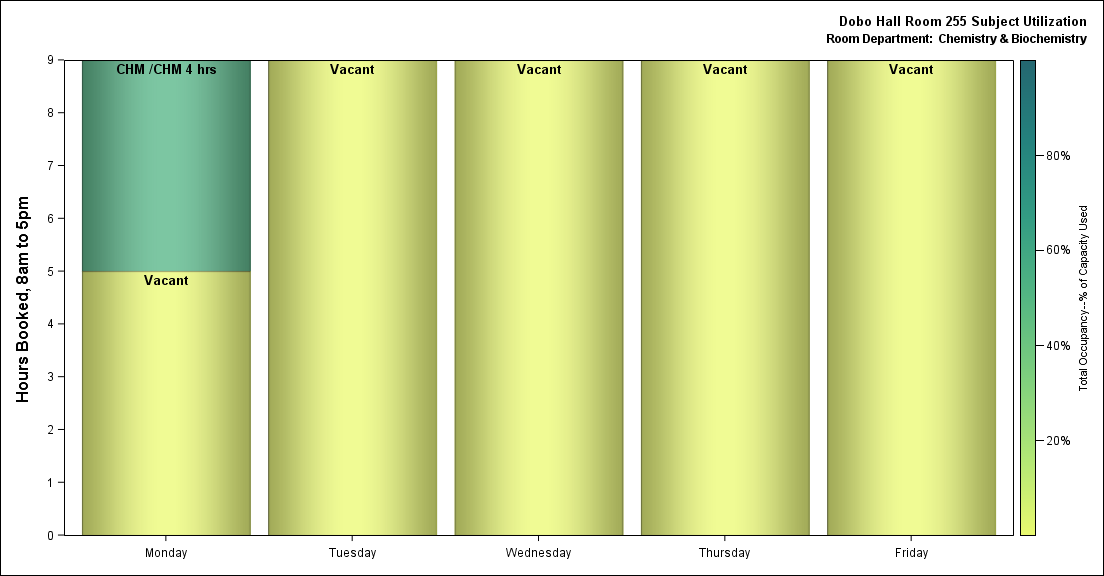 Dobo Hall Room 255 Subject Utilization
Room Department: Chemistry & Biochemistry
Hours Booked, 8am to 5pm
9
8
7
6
5
4
3
2
1
0
CHM /CHM 4 hrs
Vacant
Vacant
Vacant
Vacant
Vacant
Monday
Tuesday
Wednesday
Thursday
Friday
80%
60%
40%
20%
Total Occupancy--% of Capacity Used